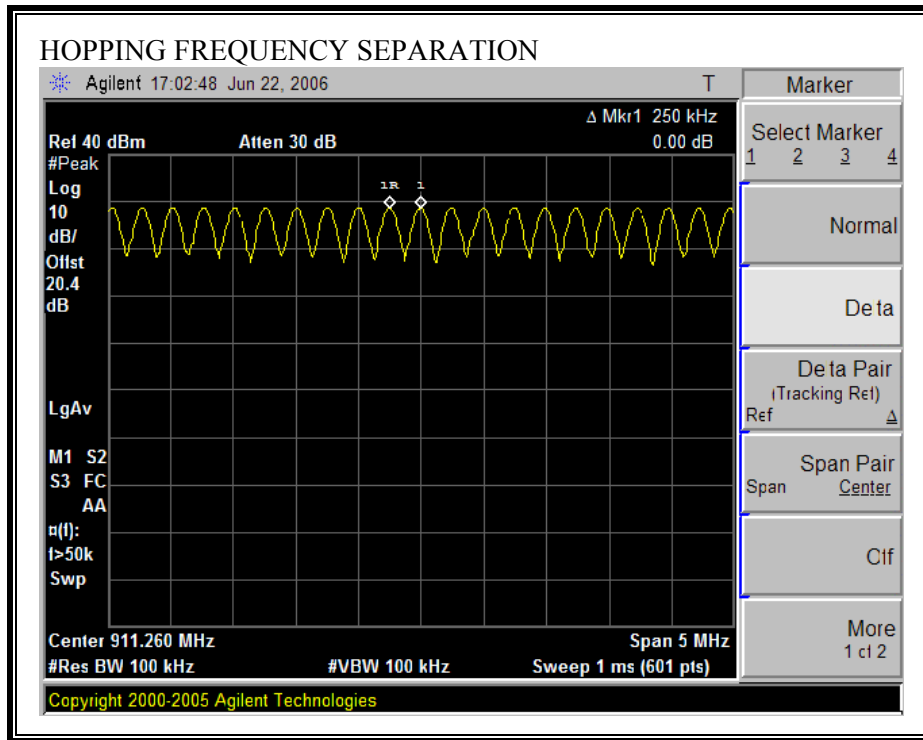 HOPPING FREQUENCY SEPARATION
Agilent 17:02:48 Jun 22, 2006 T
Δ Mkr1 250 kHz
Ref 40 dBm Atten 30 dB 0.00 dB
#Peak
Log
10
dB/
Offst
20.4
dB
1R 1
LgAv
M1 S2
S3 FC
AA
¤(f):
f>50k
Swp
Center 911.260 MHz Span 5 MHz
#Res BW 100 kHz #VBW 100 kHz Sweep 1 ms (601 pts)
Copyright 2000-2005 Agilent Technologies
Marker
Select Marker
1 2 3 4
Normal
Delta
Delta Pair
(Tracking Ref)
Ref Δ
Span Pair
Span Center
Off
More
1 of 2